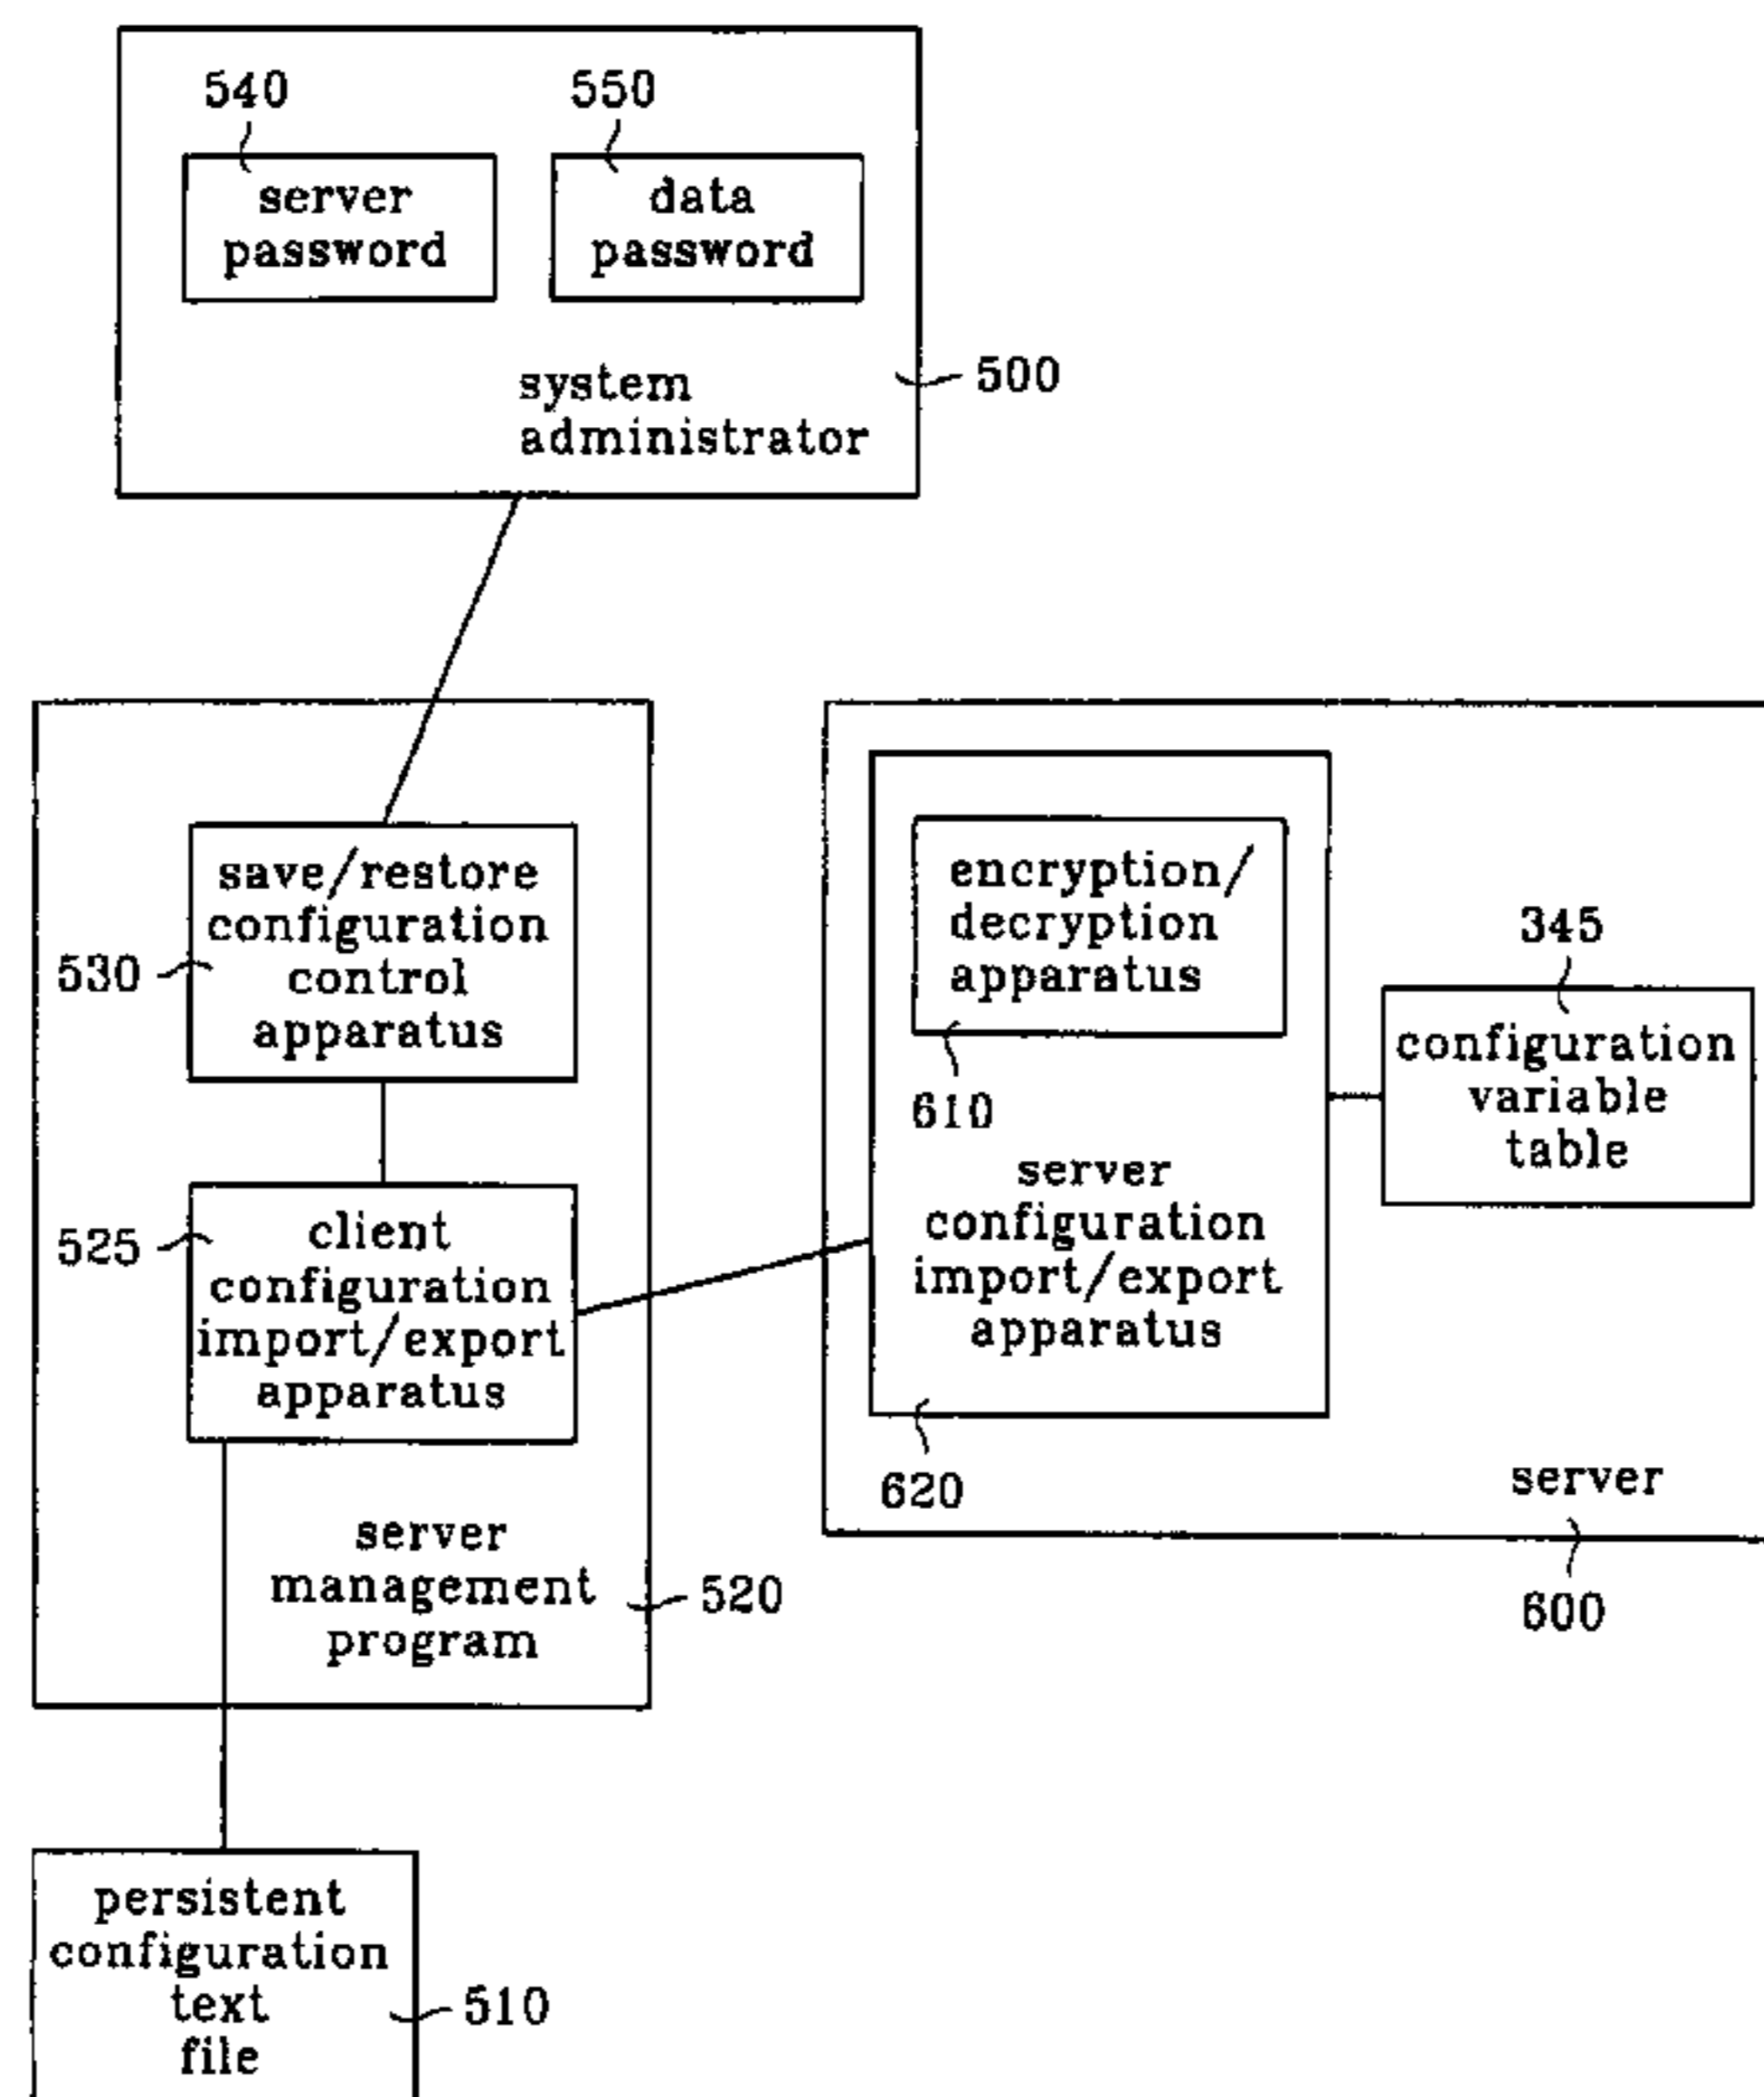 540
550
server
password
data
password
system
administrator
500
save/restore
configuration
control
apparatus
530
client
configuration
import/export
apparatus
525
server
management
program
520
encryption/
decryption
apparatus
610
server
configuration
import/export
apparatus
620
345
configuration
variable
table
server
600
persistent
configuration
text
file
510